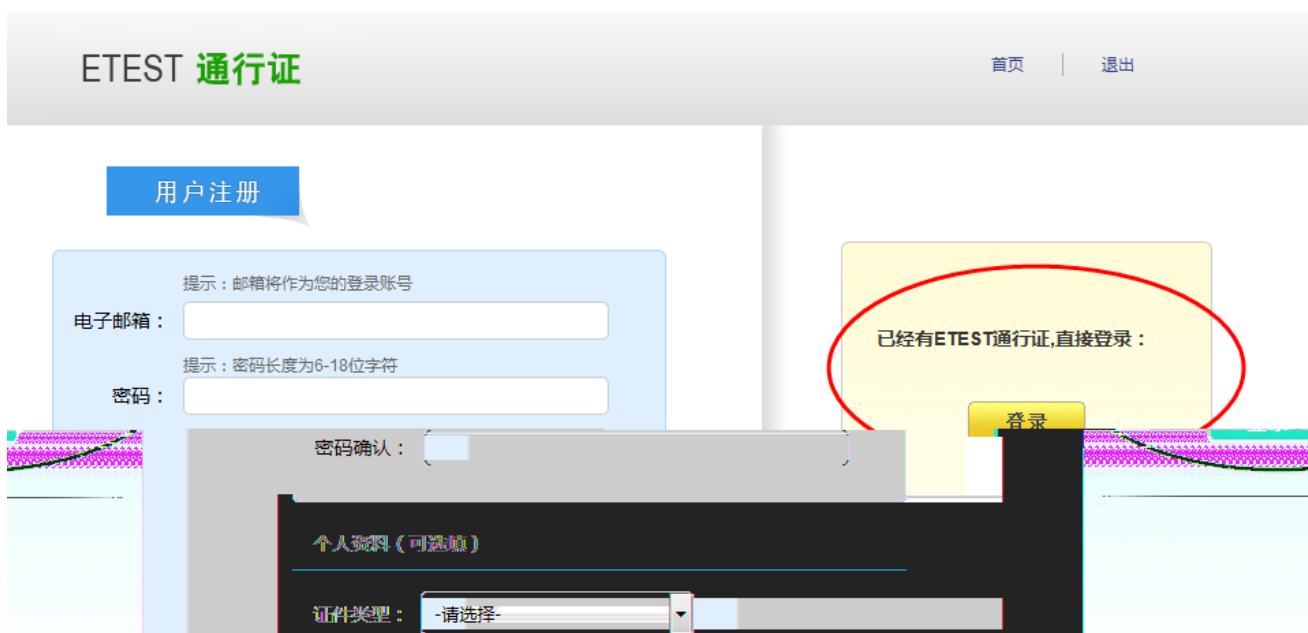 ETEST 通行证
首页
退出
用户注册
提示：邮箱将作为您的登录账号
电子邮箱：
提示：密码长度为6-18位字符
密码：
密码确认：
个人资料（可选填）
证件类型：
-请选择-
已经有ETEST通行证,直接登录：
登录